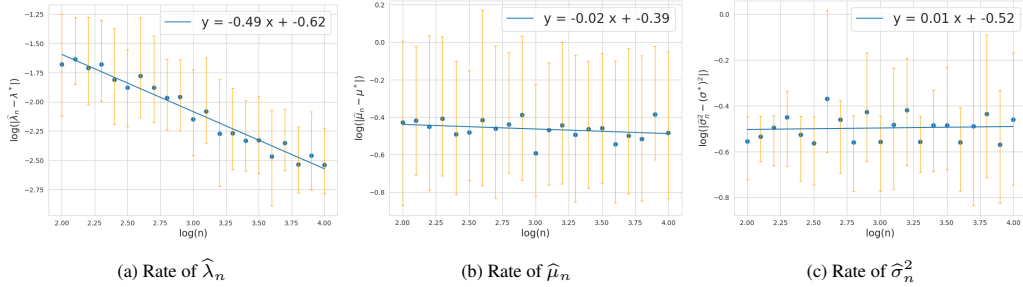 y = -0.49 x + -0.62
-1.25
-1.50
-1.75
-2.00
-2.25
-2.50
-2.75
log(|λ̂ₙ − λ*|)
2.00 2.25 2.50 2.75 3.00 3.25 3.50 3.75 4.00
log(n)
(a) Rate of λ̂ₙ
y = -0.02 x + -0.39
0.0
−0.2
−0.4
−0.6
−0.8
log(|μ̂ₙ − μ*|)
2.00 2.25 2.50 2.75 3.00 3.25 3.50 3.75 4.00
log(n)
(b) Rate of μ̂ₙ
y = 0.01 x + -0.52
0.0
−0.2
−0.4
−0.6
−0.8
log(|σ̂ₙ² − (σ*)²|)
2.00 2.25 2.50 2.75 3.00 3.25 3.50 3.75 4.00
log(n)
(c) Rate of σ̂ₙ²